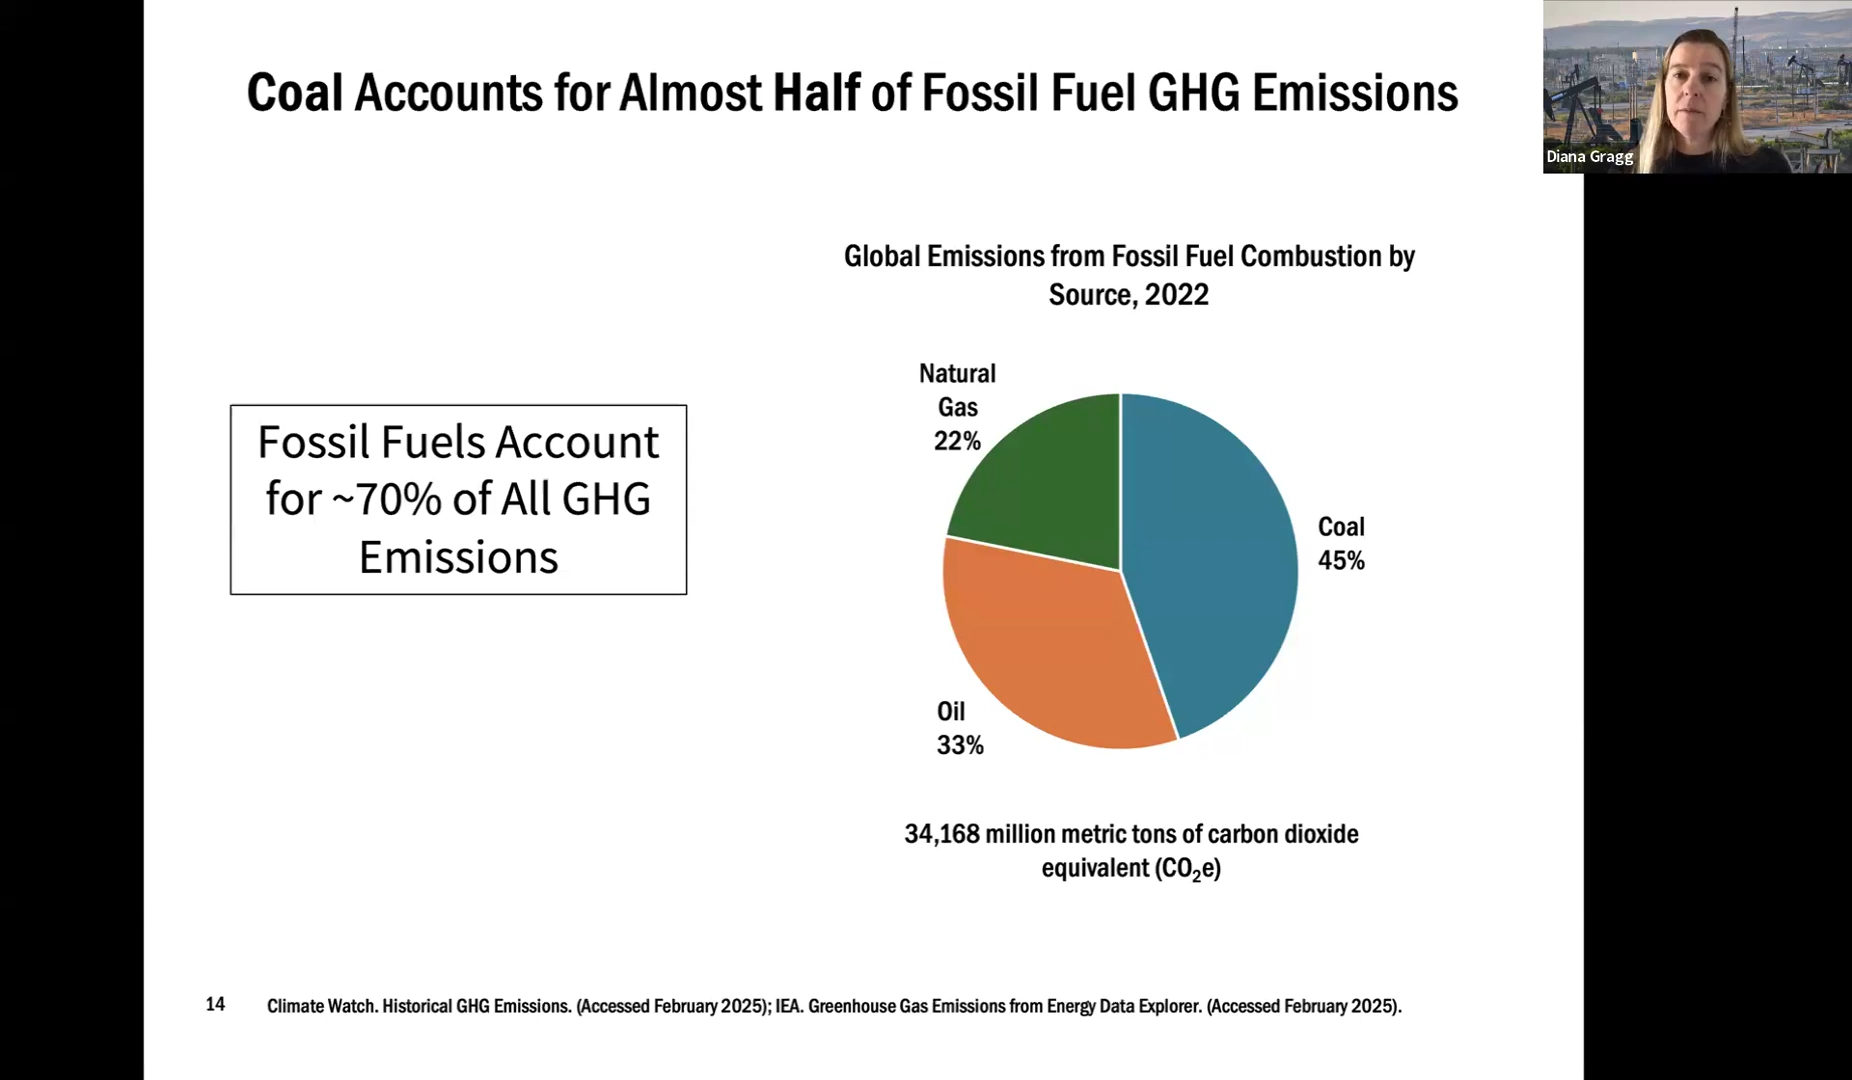 Coal Accounts for Almost Half of Fossil Fuel GHG Emissions
Diana Gragg
Global Emissions from Fossil Fuel Combustion by
Source, 2022
Fossil Fuels Account
for ~70% of All GHG
Emissions
Natural
Gas
22%
Coal
45%
Oil
33%
34,168 million metric tons of carbon dioxide
equivalent (CO₂e)
14
Climate Watch. Historical GHG Emissions. (Accessed February 2025); IEA. Greenhouse Gas Emissions from Energy Data Explorer. (Accessed February 2025).